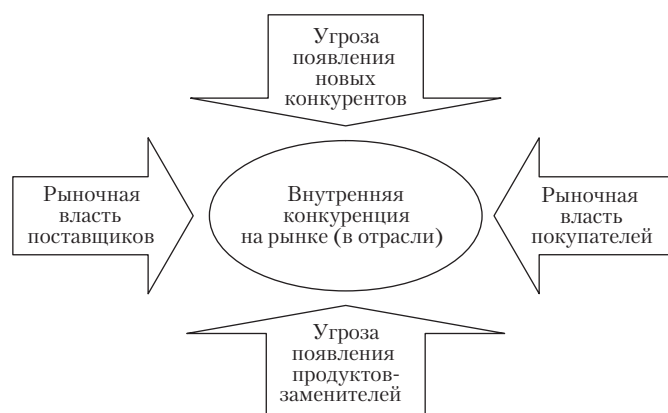 Угроза
появления
новых
конкурентов
Рыночная
власть
поставщиков
Внутренняя
конкуренция
на рынке (в отрасли)
Рыночная
власть
покупателей
Угроза
появления
продуктов-
заменителей